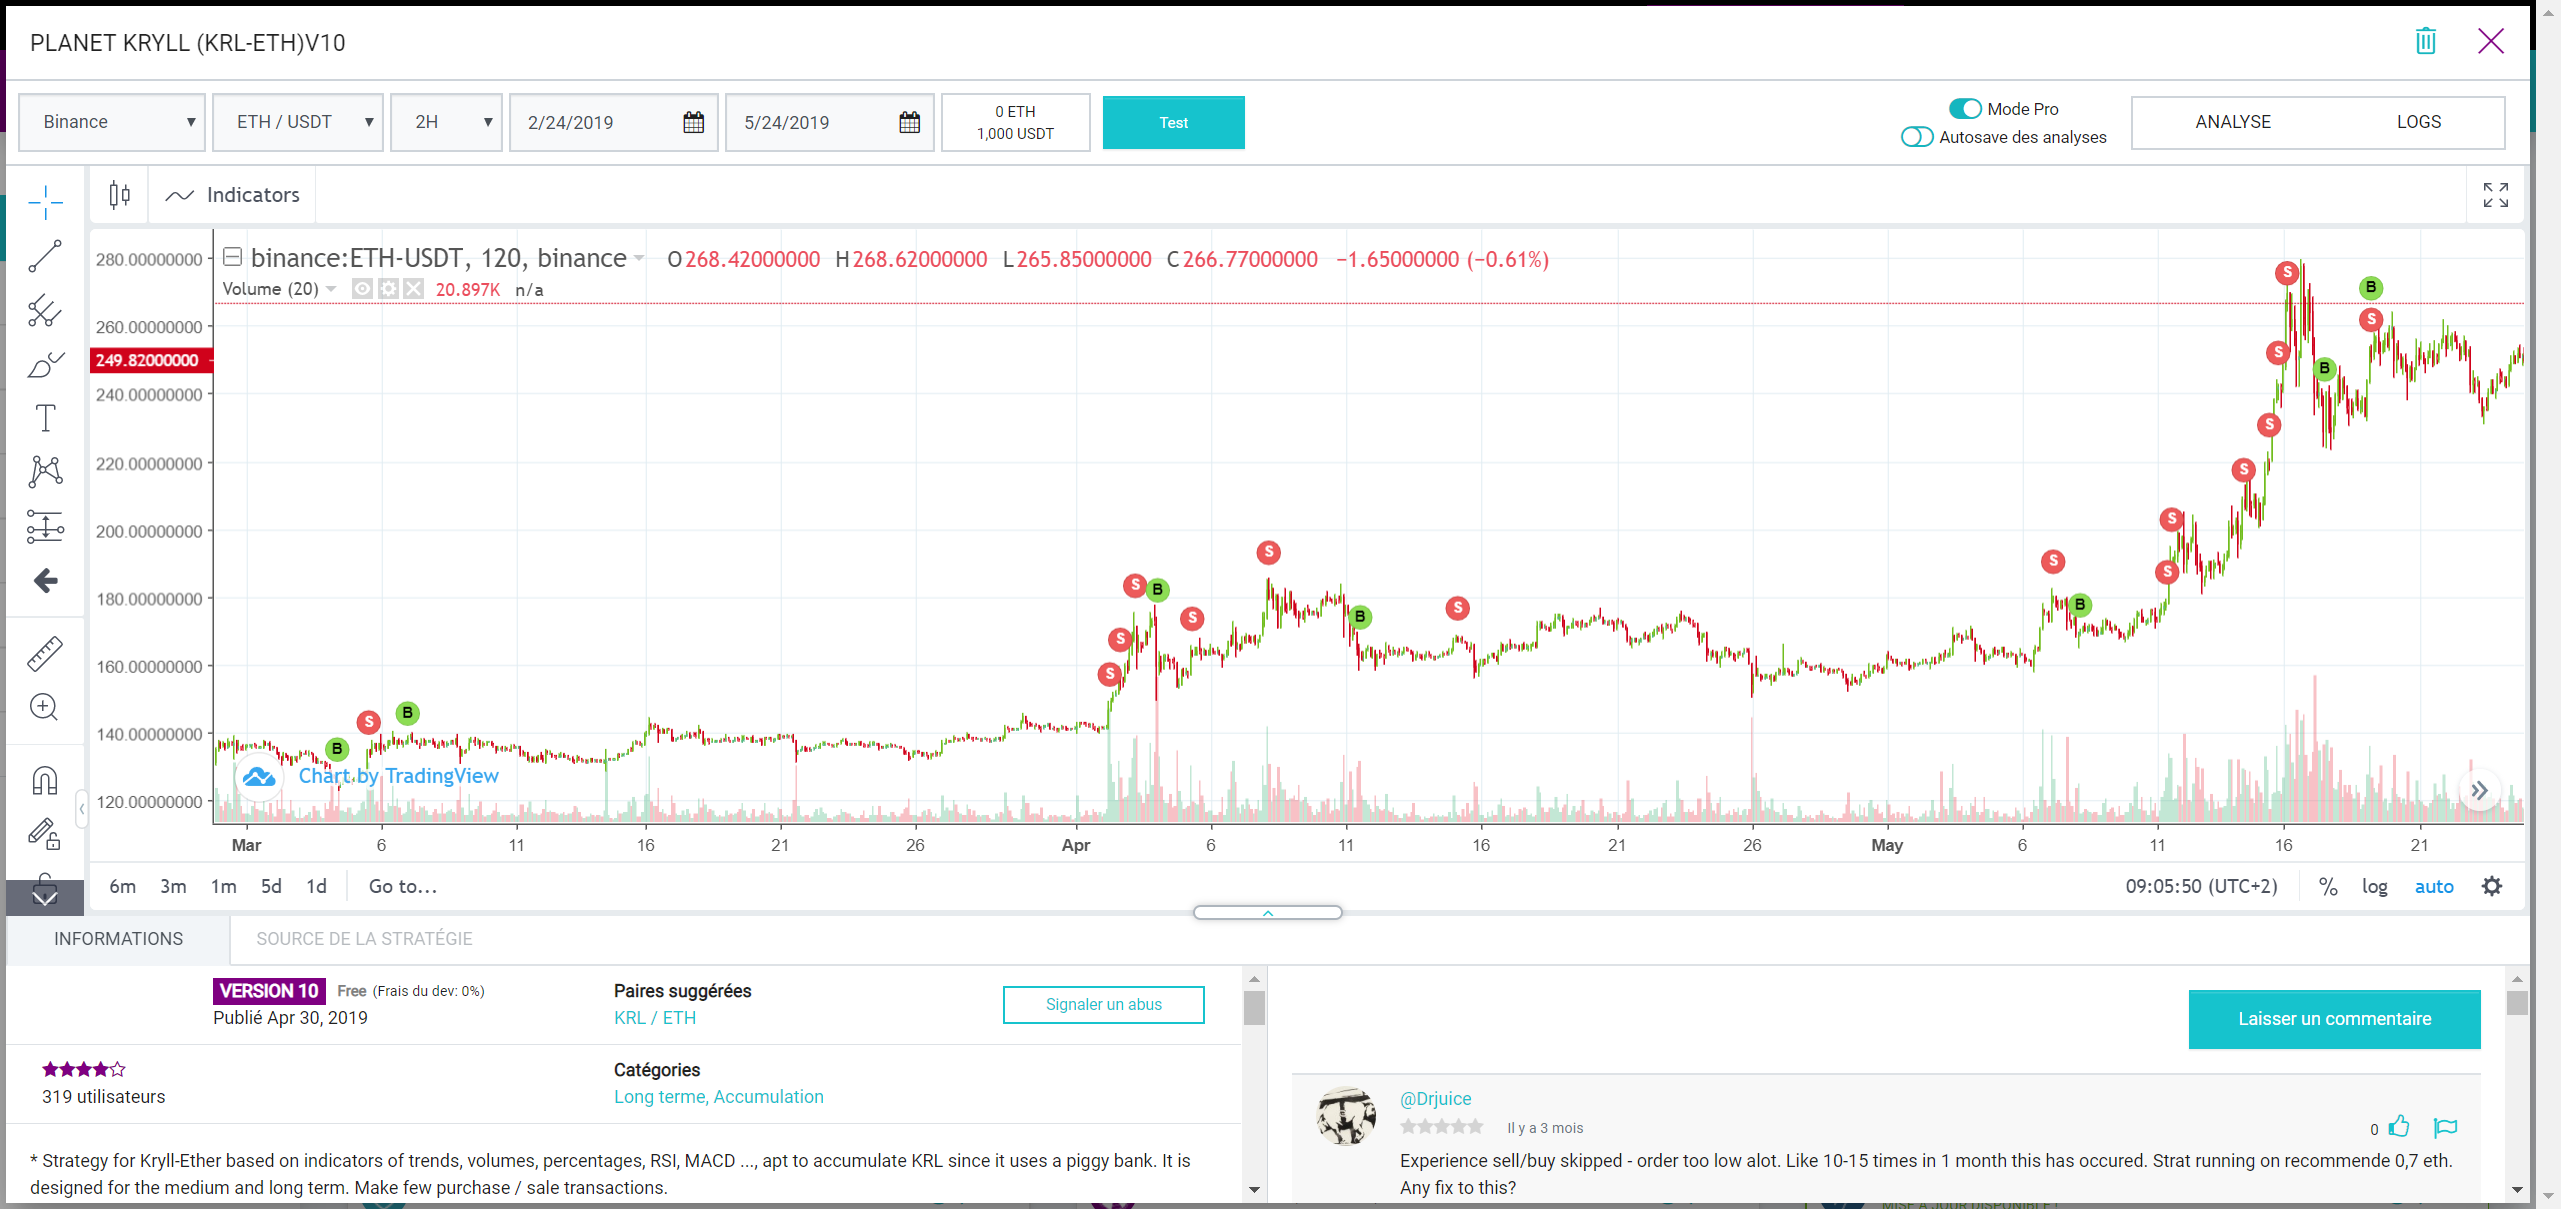 PLANET KRYLL (KRL-ETH)V10
Binance
ETH / USDT
2H
2/24/2019
5/24/2019
0 ETH
1,000 USDT
Test
Mode Pro
Autosave des analyses
ANALYSE
LOGS
Indicators
binance:ETH-USDT, 120, binance O268.42000000 H268.62000000 L265.85000000 C266.77000000 −1.65000000 (−0.61%)
Volume (20) 20.897K n/a
280.00000000
260.00000000
249.82000000
240.00000000
220.00000000
200.00000000
180.00000000
160.00000000
140.00000000
120.00000000
B
S
B
S
S
S
B
S
S
B
S
S
B
S
S
S
S
S
S
B
B
S
Chart by TradingView
Mar 6 11 16 21 26 Apr 6 11 16 21 26 May 6 11 16 21
6m 3m 1m 5d 1d Go to...
09:05:50 (UTC+2) % log auto
INFORMATIONS
SOURCE DE LA STRATÉGIE
VERSION 10 Free (Frais du dev: 0%)
Publié Apr 30, 2019
Paires suggérées
KRL / ETH
Signaler un abus
319 utilisateurs
Catégories
Long terme, Accumulation
* Strategy for Kryll-Ether based on indicators of trends, volumes, percentages, RSI, MACD ..., apt to accumulate KRL since it uses a piggy bank. It is
designed for the medium and long term. Make few purchase / sale transactions.
Laisser un commentaire
@Drjuice
Il y a 3 mois
0
Experience sell/buy skipped - order too low alot. Like 10-15 times in 1 month this has occured. Strat running on recommende 0,7 eth.
Any fix to this?
MISE À JOUR DISPONIBLE !